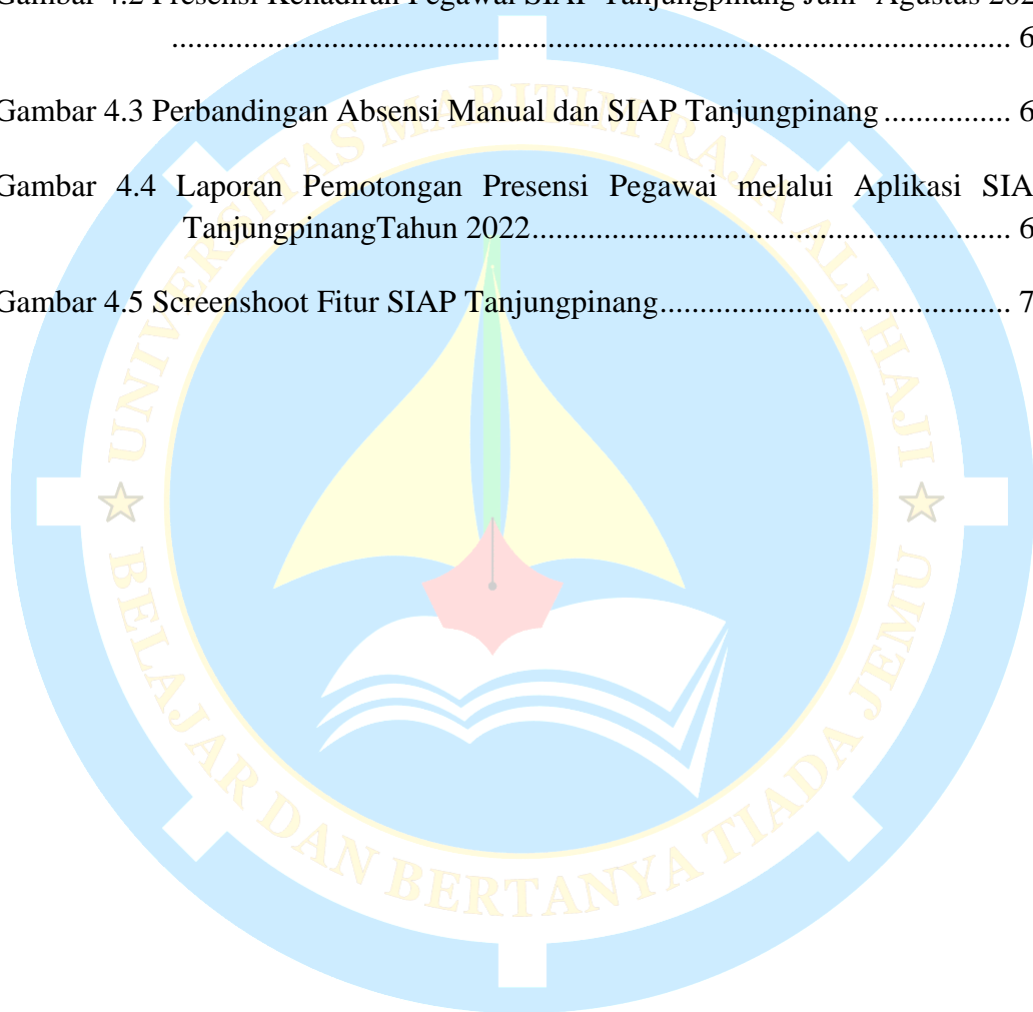 Gambar 4.2 Presensi Kehadiran Pegawai SIAP Tanjungpinang Juni- Agustus 202
........................................................................................................ 6
Gambar 4.3 Perbandingan Absensi Manual dan SIAP Tanjungpinang ................ 6
Gambar 4.4 Laporan Pemotongan Presensi Pegawai melalui Aplikasi SIA
TanjungpinangTahun 2022............................................................ 6
Gambar 4.5 Screenshoot Fitur SIAP Tanjungpinang............................................ 7
UNIVERSITAS MARITIM RAJA ALI HAJI
BELAJAR DAN BERTANYA TIADA JEMU